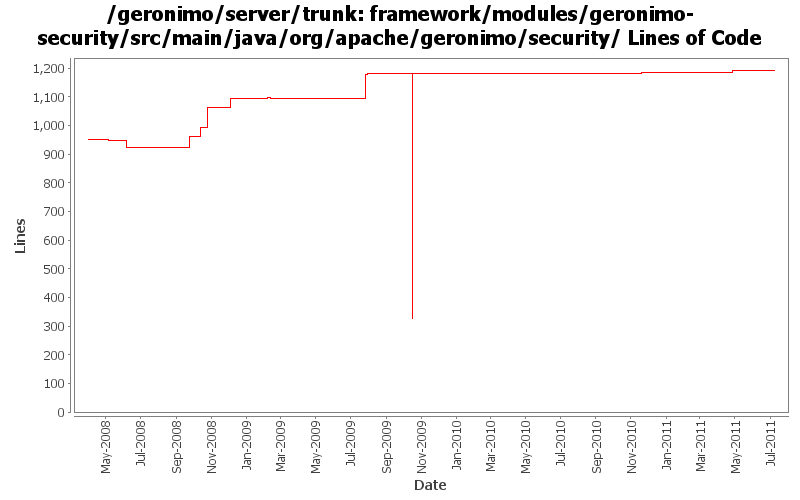 /geronimo/server/trunk: framework/modules/geronimo-
security/src/main/java/org/apache/geronimo/security/ Lines of Code
Lines
1,200
1,100
1,000
900
800
700
600
500
400
300
200
100
0
May-2008
Jul-2008
Sep-2008
Nov-2008
Jan-2009
Mar-2009
May-2009
Jul-2009
Sep-2009
Nov-2009
Jan-2010
Mar-2010
May-2010
Jul-2010
Sep-2010
Nov-2010
Jan-2011
Mar-2011
May-2011
Jul-2011
Date